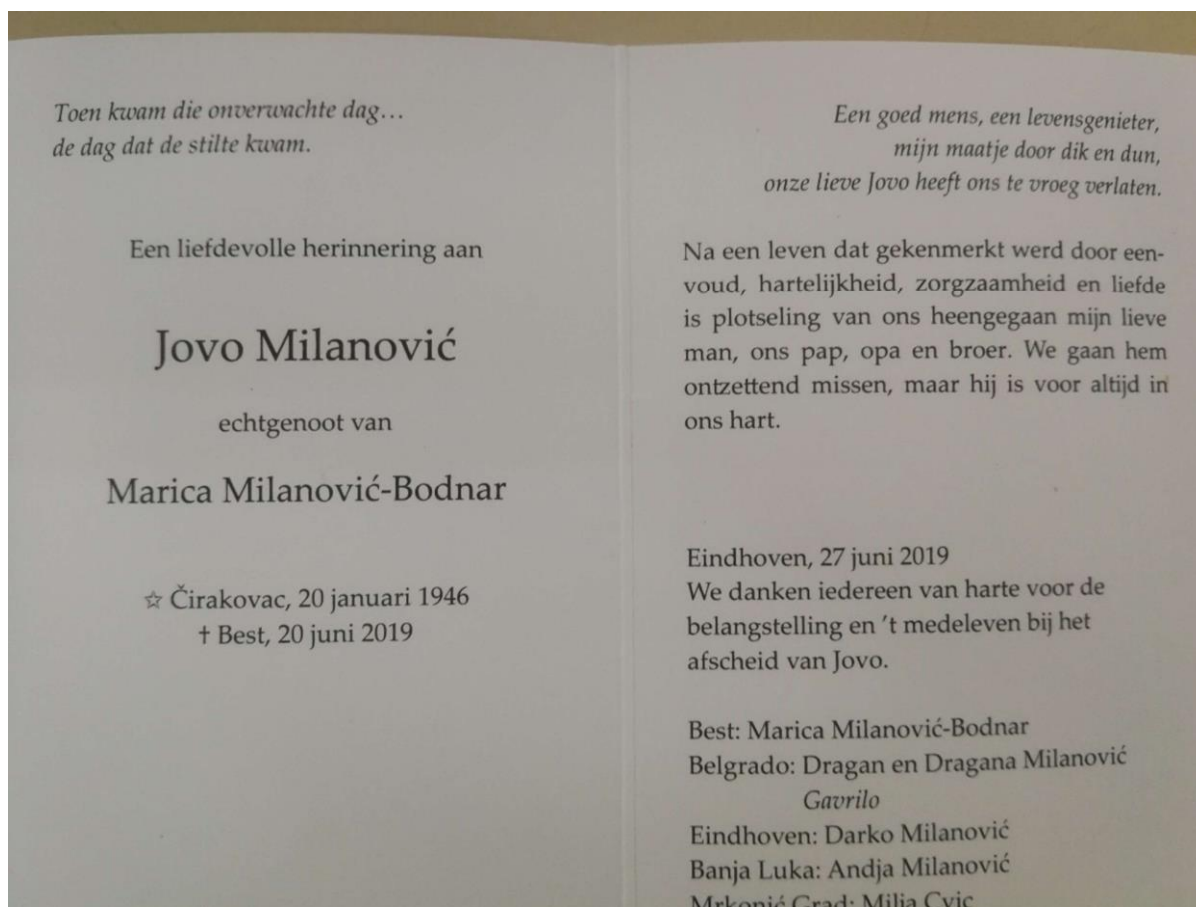 Toen kwam die onverwachte dag…
de dag dat de stilte kwam.
Een liefdevolle herinnering aan
Jovo Milanović
echtgenoot van
Marica Milanović-Bodnar
☆ Čirakovac, 20 januari 1946
† Best, 20 juni 2019
Een goed mens, een levensgenieter,
mijn maatje door dik en dun,
onze lieve Jovo heeft ons te vroeg verlaten.
Na een leven dat gekenmerkt werd door een-
voud, hartelijkheid, zorgzaamheid en liefde
is plotseling van ons heengegaan mijn lieve
man, ons pap, opa en broer. We gaan hem
ontzettend missen, maar hij is voor altijd in
ons hart.
Eindhoven, 27 juni 2019
We danken iedereen van harte voor de
belangstelling en 't medeleven bij het
afscheid van Jovo.
Best: Marica Milanović-Bodnar
Belgrado: Dragan en Dragana Milanović
Gavrilo
Eindhoven: Darko Milanović
Banja Luka: Andja Milanović
Mrkonić Grad: Milja Cvic